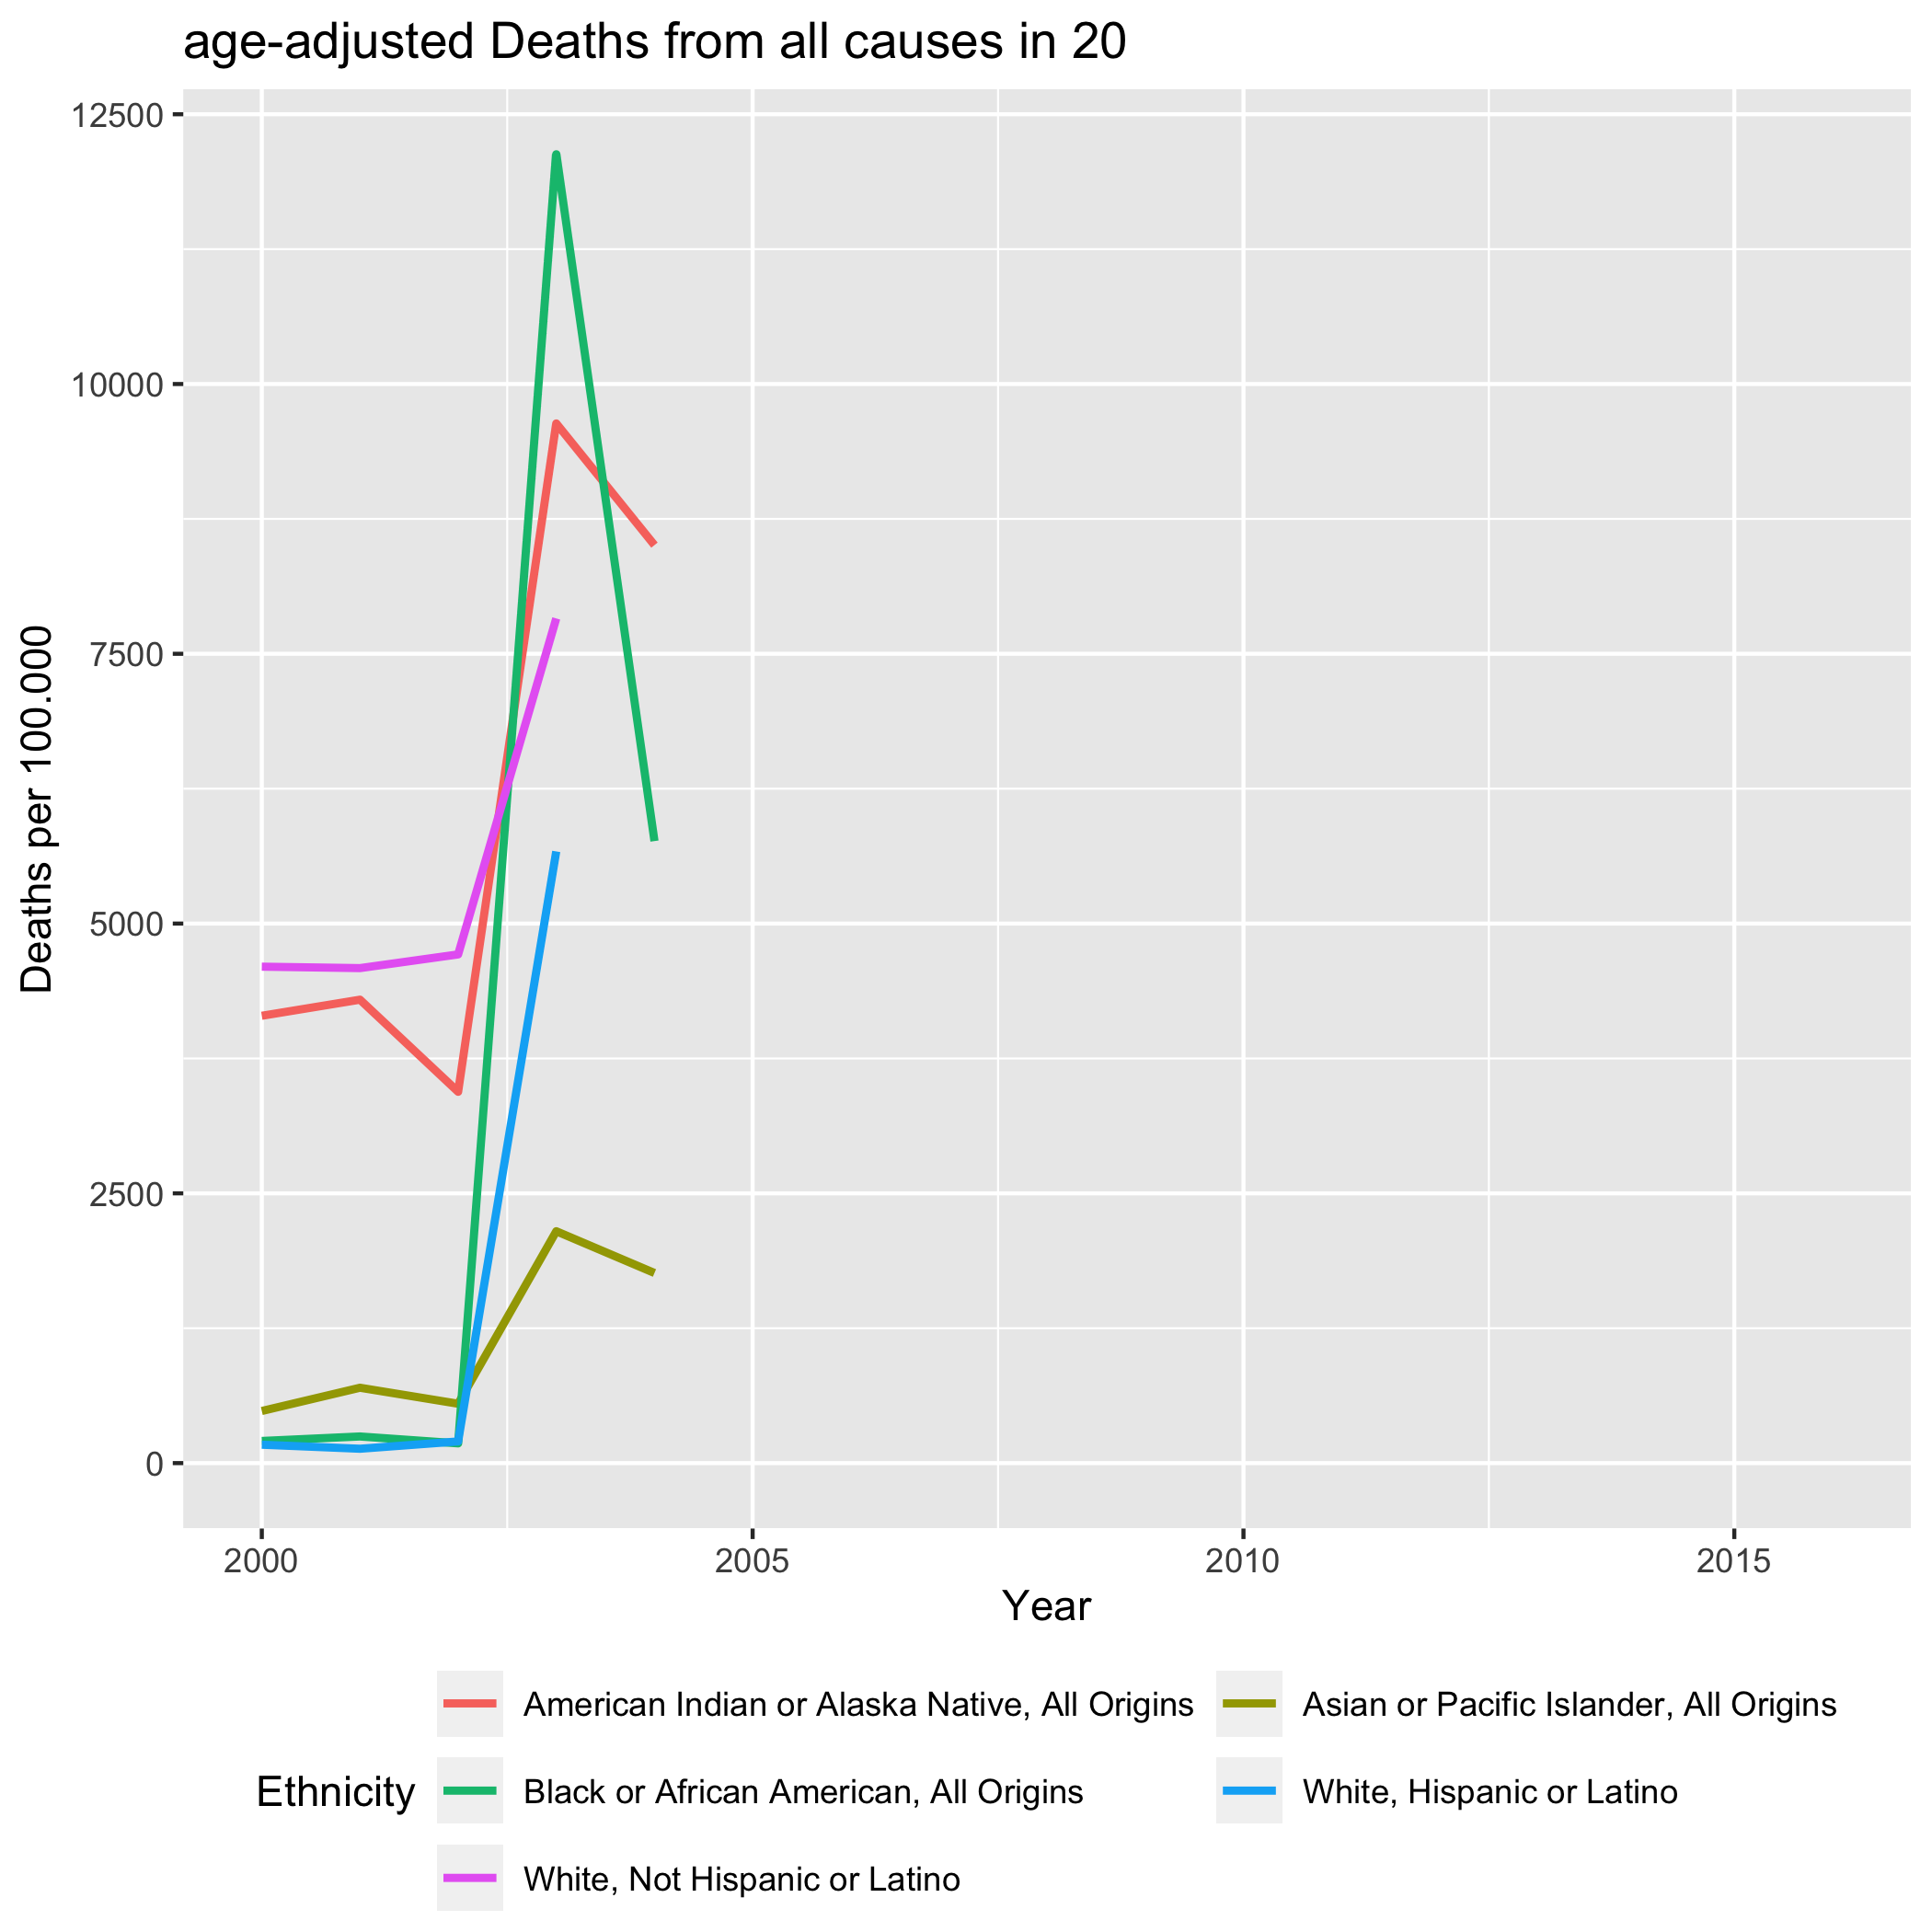 age-adjusted Deaths from all causes in 20
12500
10000
7500
5000
2500
0
Deaths per 100.000
2000 2005 2010 2015
Year
Ethnicity
American Indian or Alaska Native, All Origins
Asian or Pacific Islander, All Origins
Black or African American, All Origins
White, Hispanic or Latino
White, Not Hispanic or Latino